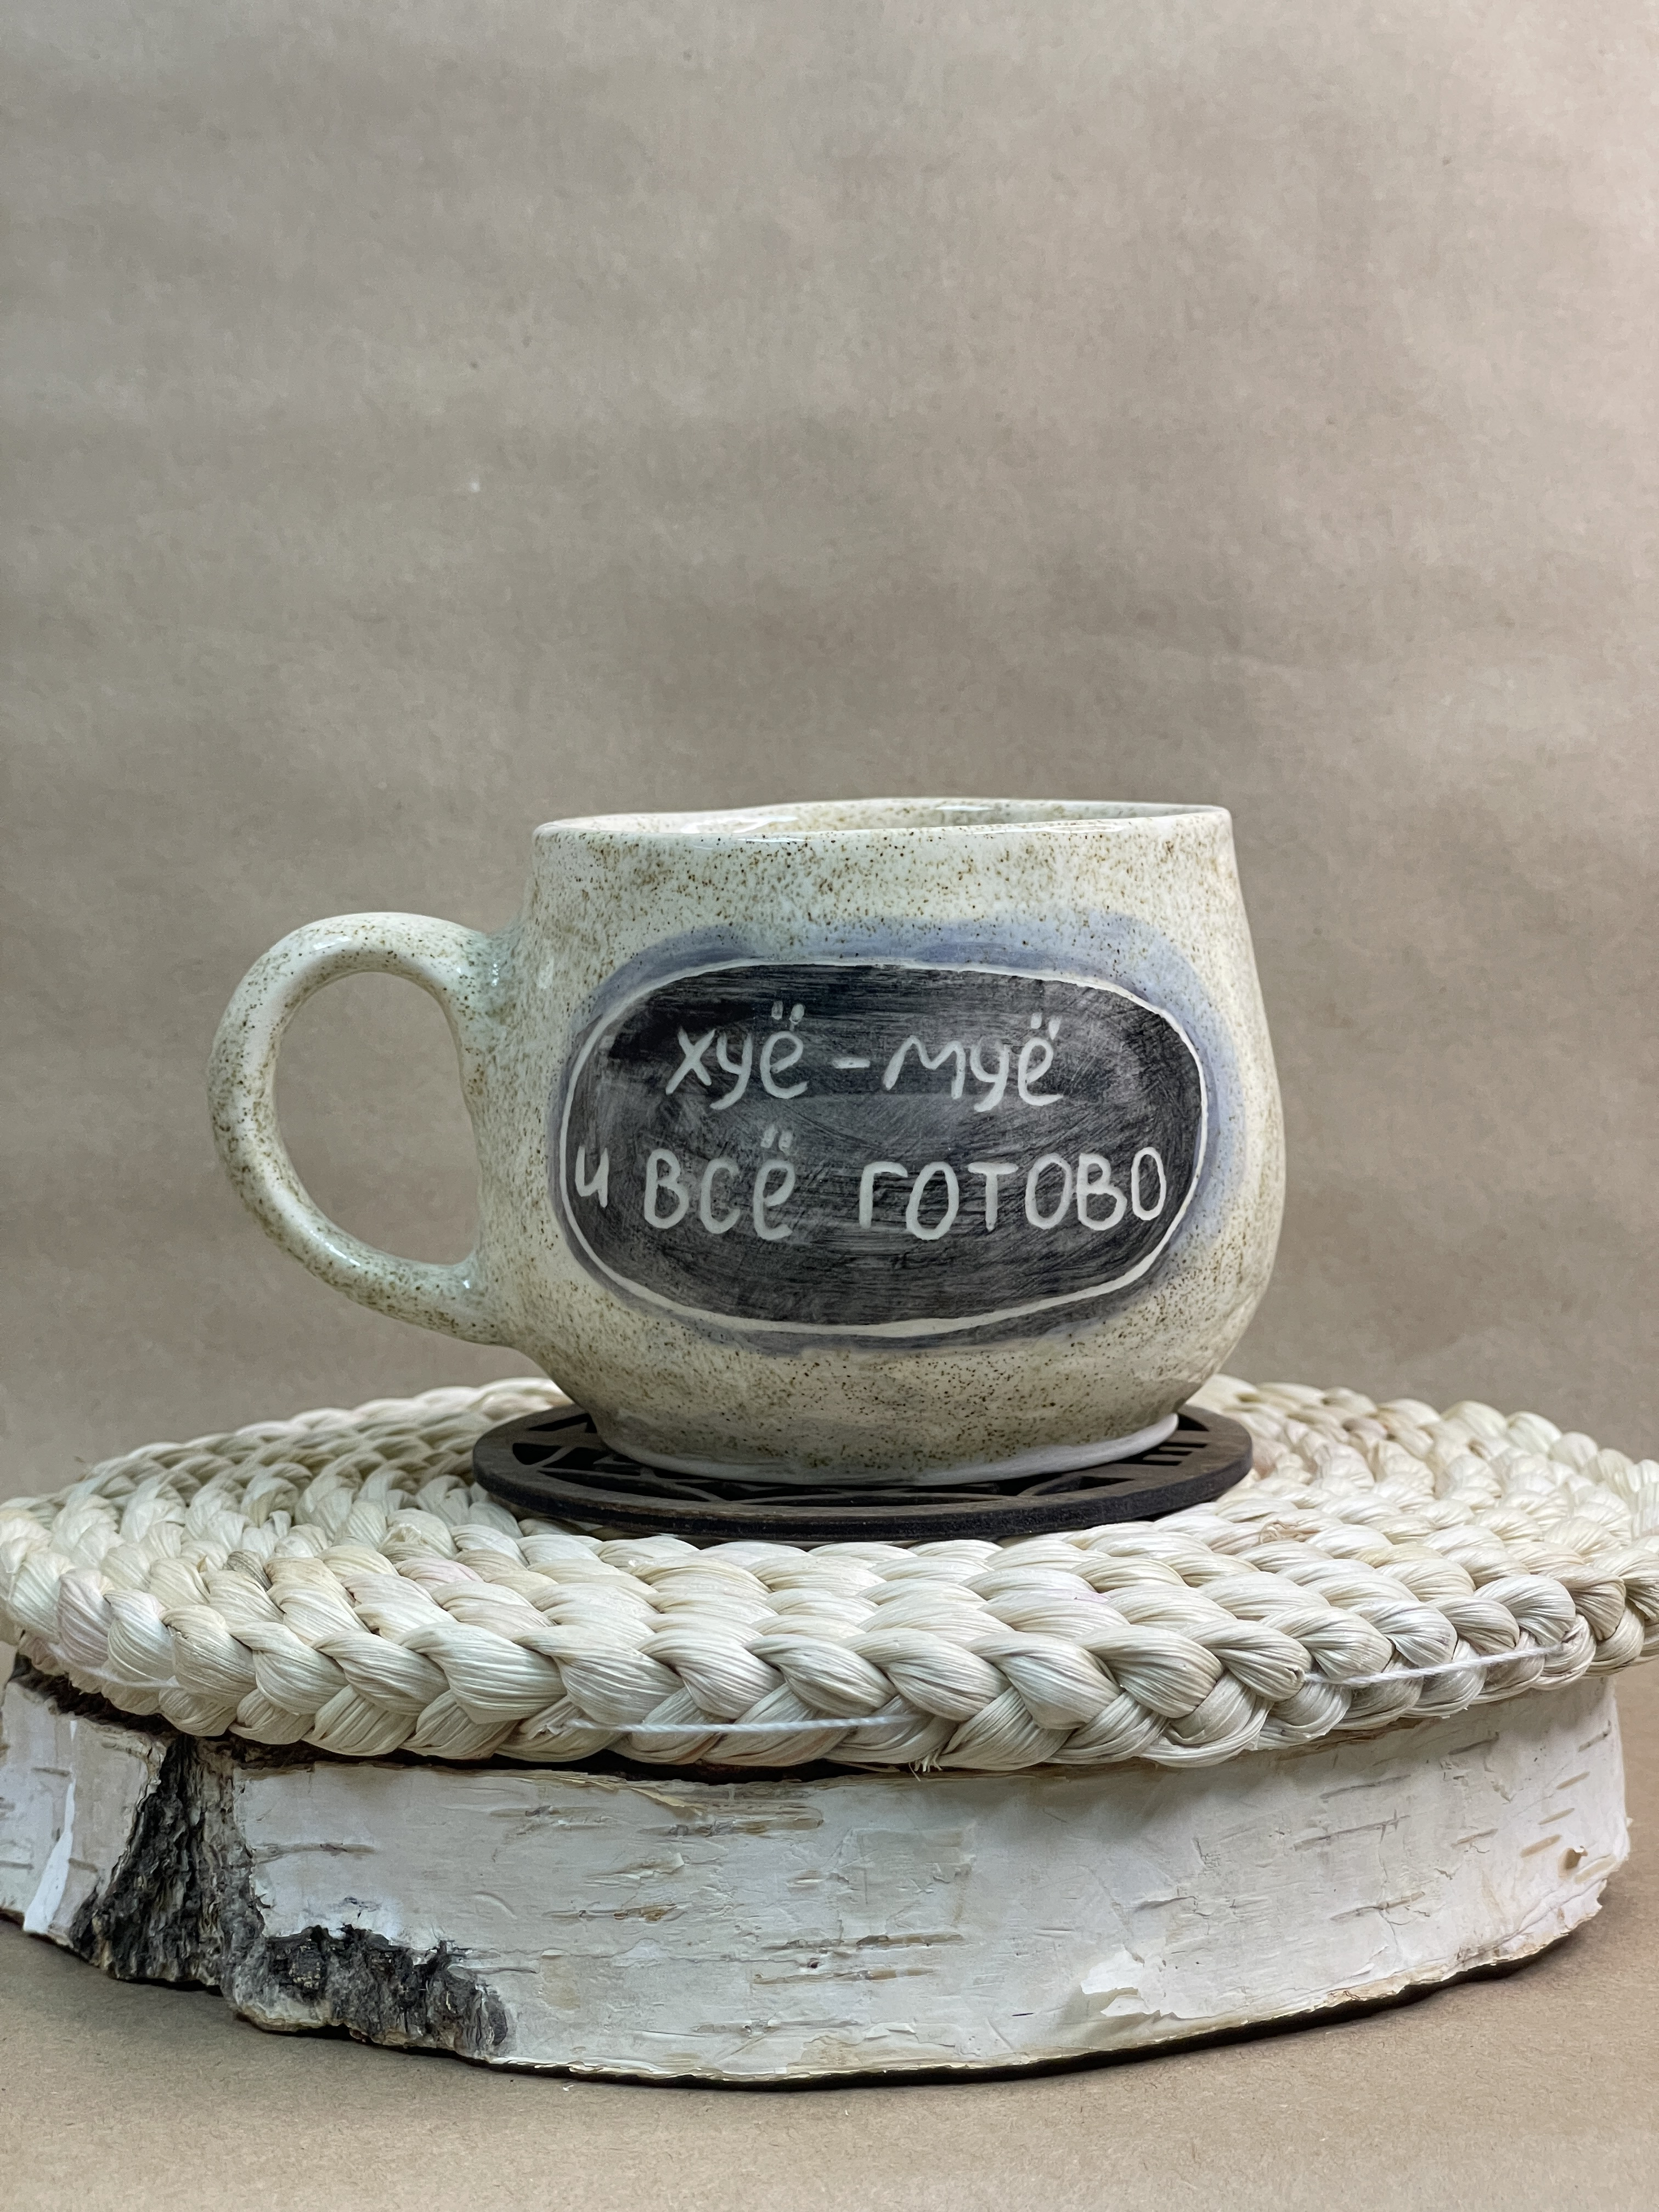 хуё-муё
и всё готово